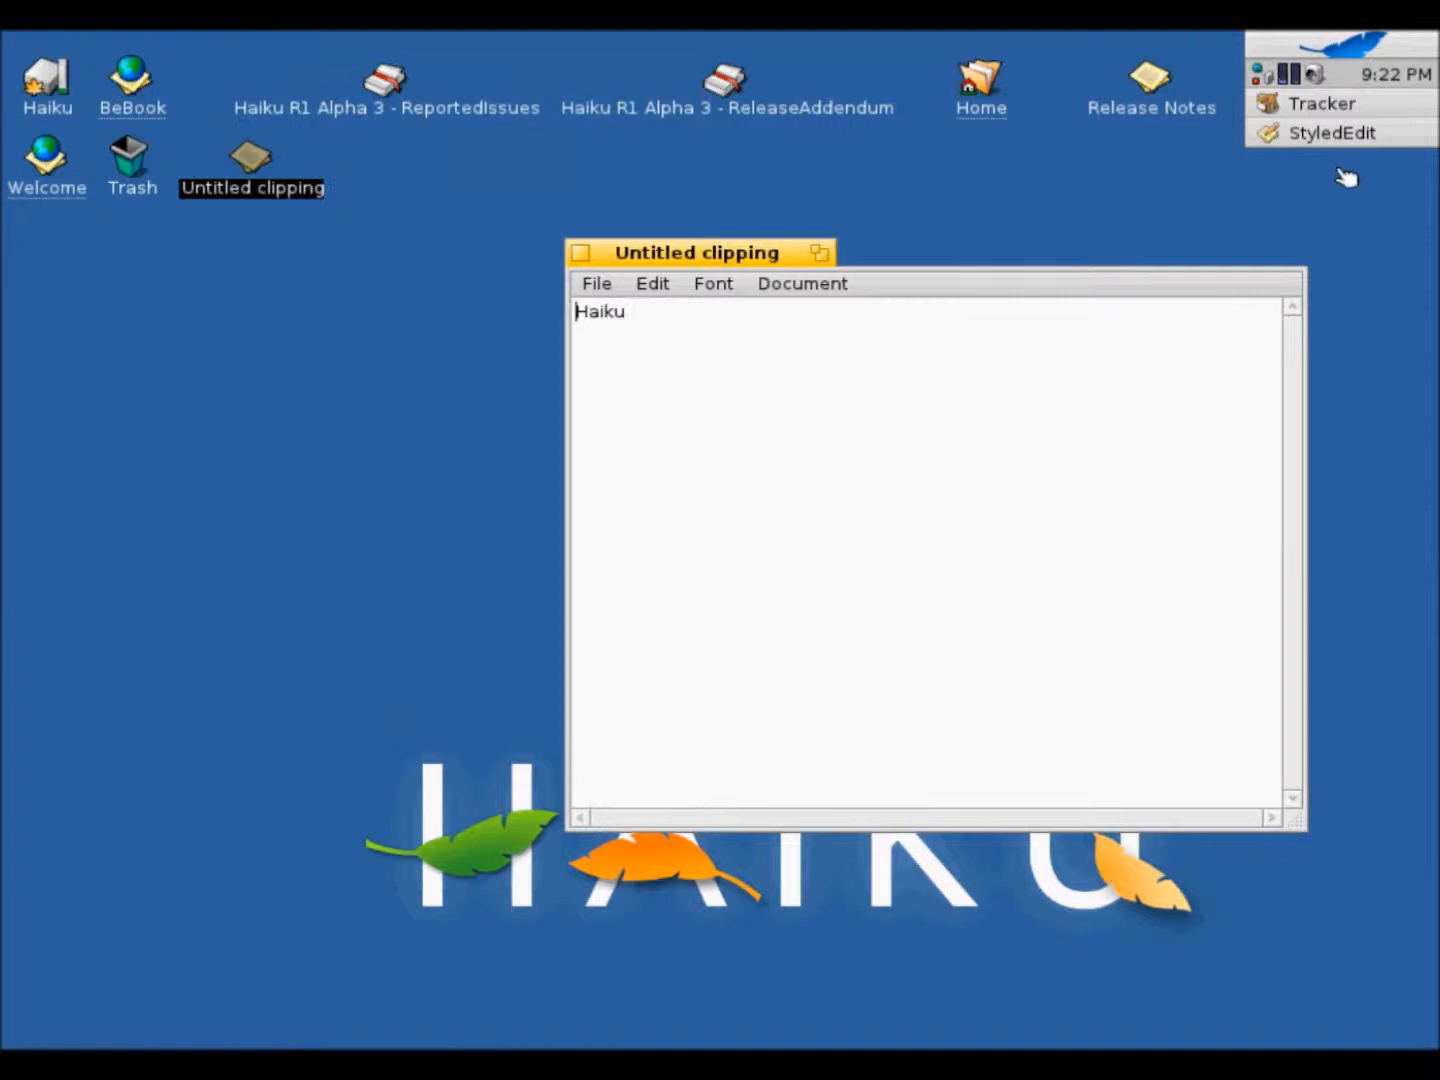 Haiku
BeBook
Haiku R1 Alpha 3 - ReportedIssues
Haiku R1 Alpha 3 - ReleaseAddendum
Home
Release Notes
9:22 PM
Tracker
StyledEdit
Welcome
Trash
Untitled clipping
Untitled clipping
File Edit Font Document
Haiku
HAIKU